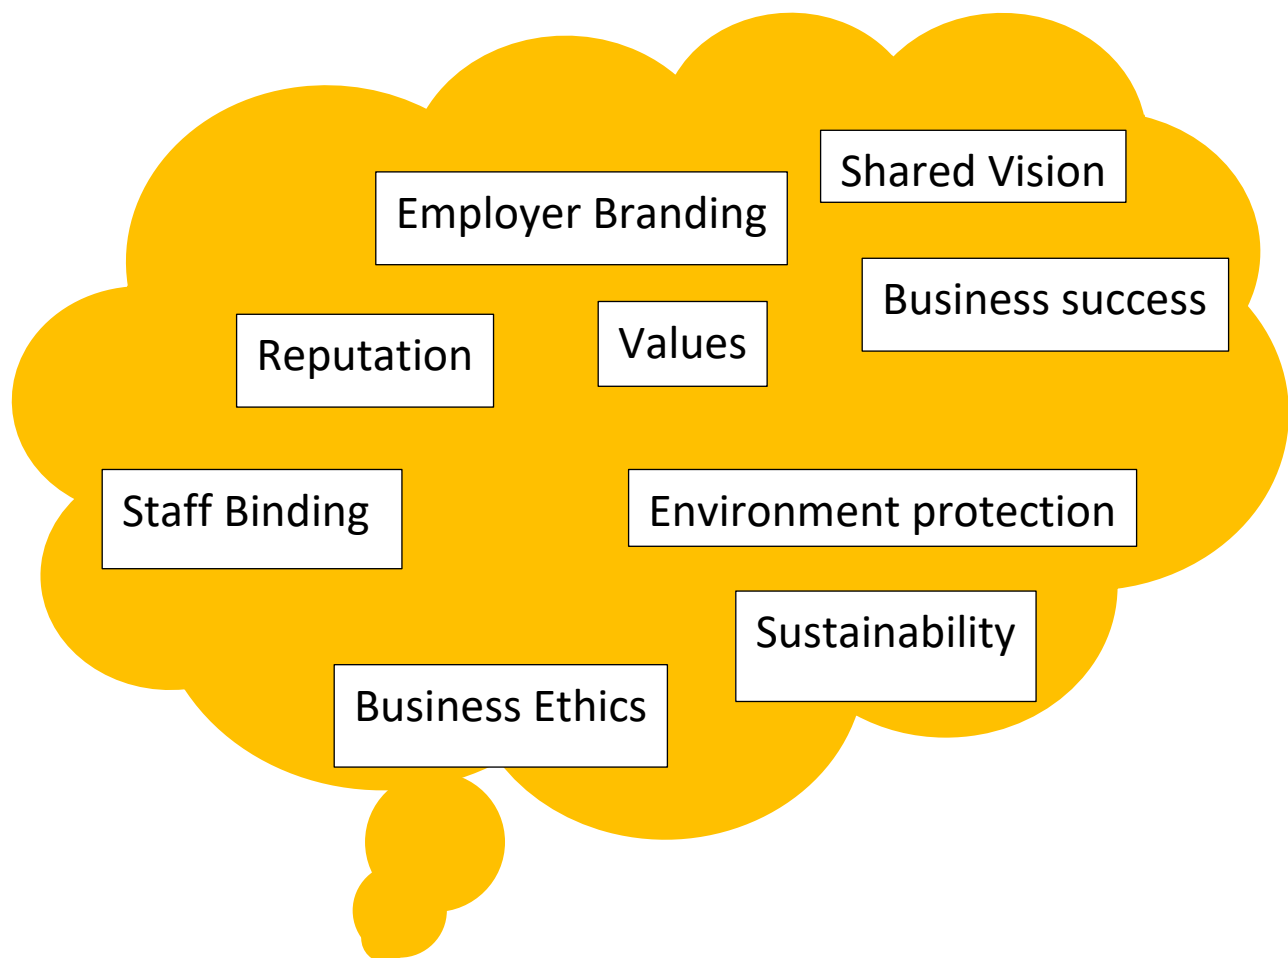 Shared Vision
Employer Branding
Business success
Values
Reputation
Staff Binding
Environment protection
Sustainability
Business Ethics